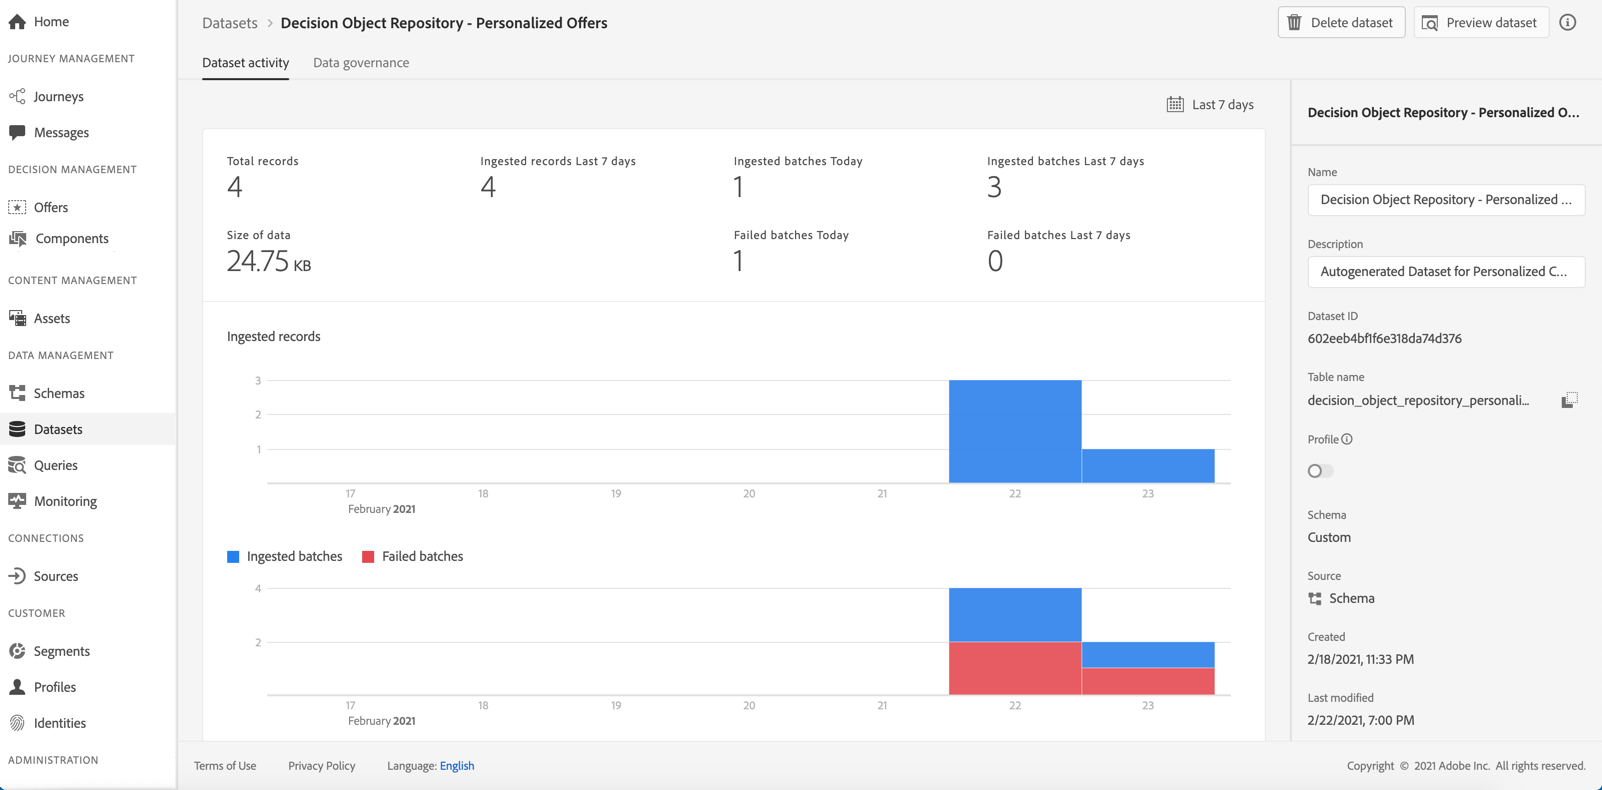 Home
JOURNEY MANAGEMENT
Journeys
Messages
DECISION MANAGEMENT
Offers
Components
CONTENT MANAGEMENT
Assets
DATA MANAGEMENT
Schemas
Datasets
Queries
Monitoring
CONNECTIONS
Sources
CUSTOMER
Segments
Profiles
Identities
ADMINISTRATION
Datasets > Decision Object Repository - Personalized Offers
Delete dataset
Preview dataset
Dataset activity
Data governance
Last 7 days
Total records
4
Ingested records Last 7 days
4
Ingested batches Today
1
Ingested batches Last 7 days
3
Size of data
24.75 KB
Failed batches Today
1
Failed batches Last 7 days
0
Ingested records
3
2
1
17 18 19 20 21 22 23
February 2021
Ingested batches Failed batches
4
2
17 18 19 20 21 22 23
February 2021
Decision Object Repository - Personalized O...
Name
Decision Object Repository - Personalized ...
Description
Autogenerated Dataset for Personalized C...
Dataset ID
602eeb4bf1f6e318da74d376
Table name
decision_object_repository_personali...
Profile
Schema
Custom
Source
Schema
Created
2/18/2021, 11:33 PM
Last modified
2/22/2021, 7:00 PM
Terms of Use Privacy Policy Language: English
Copyright © 2021 Adobe Inc. All rights reserved.